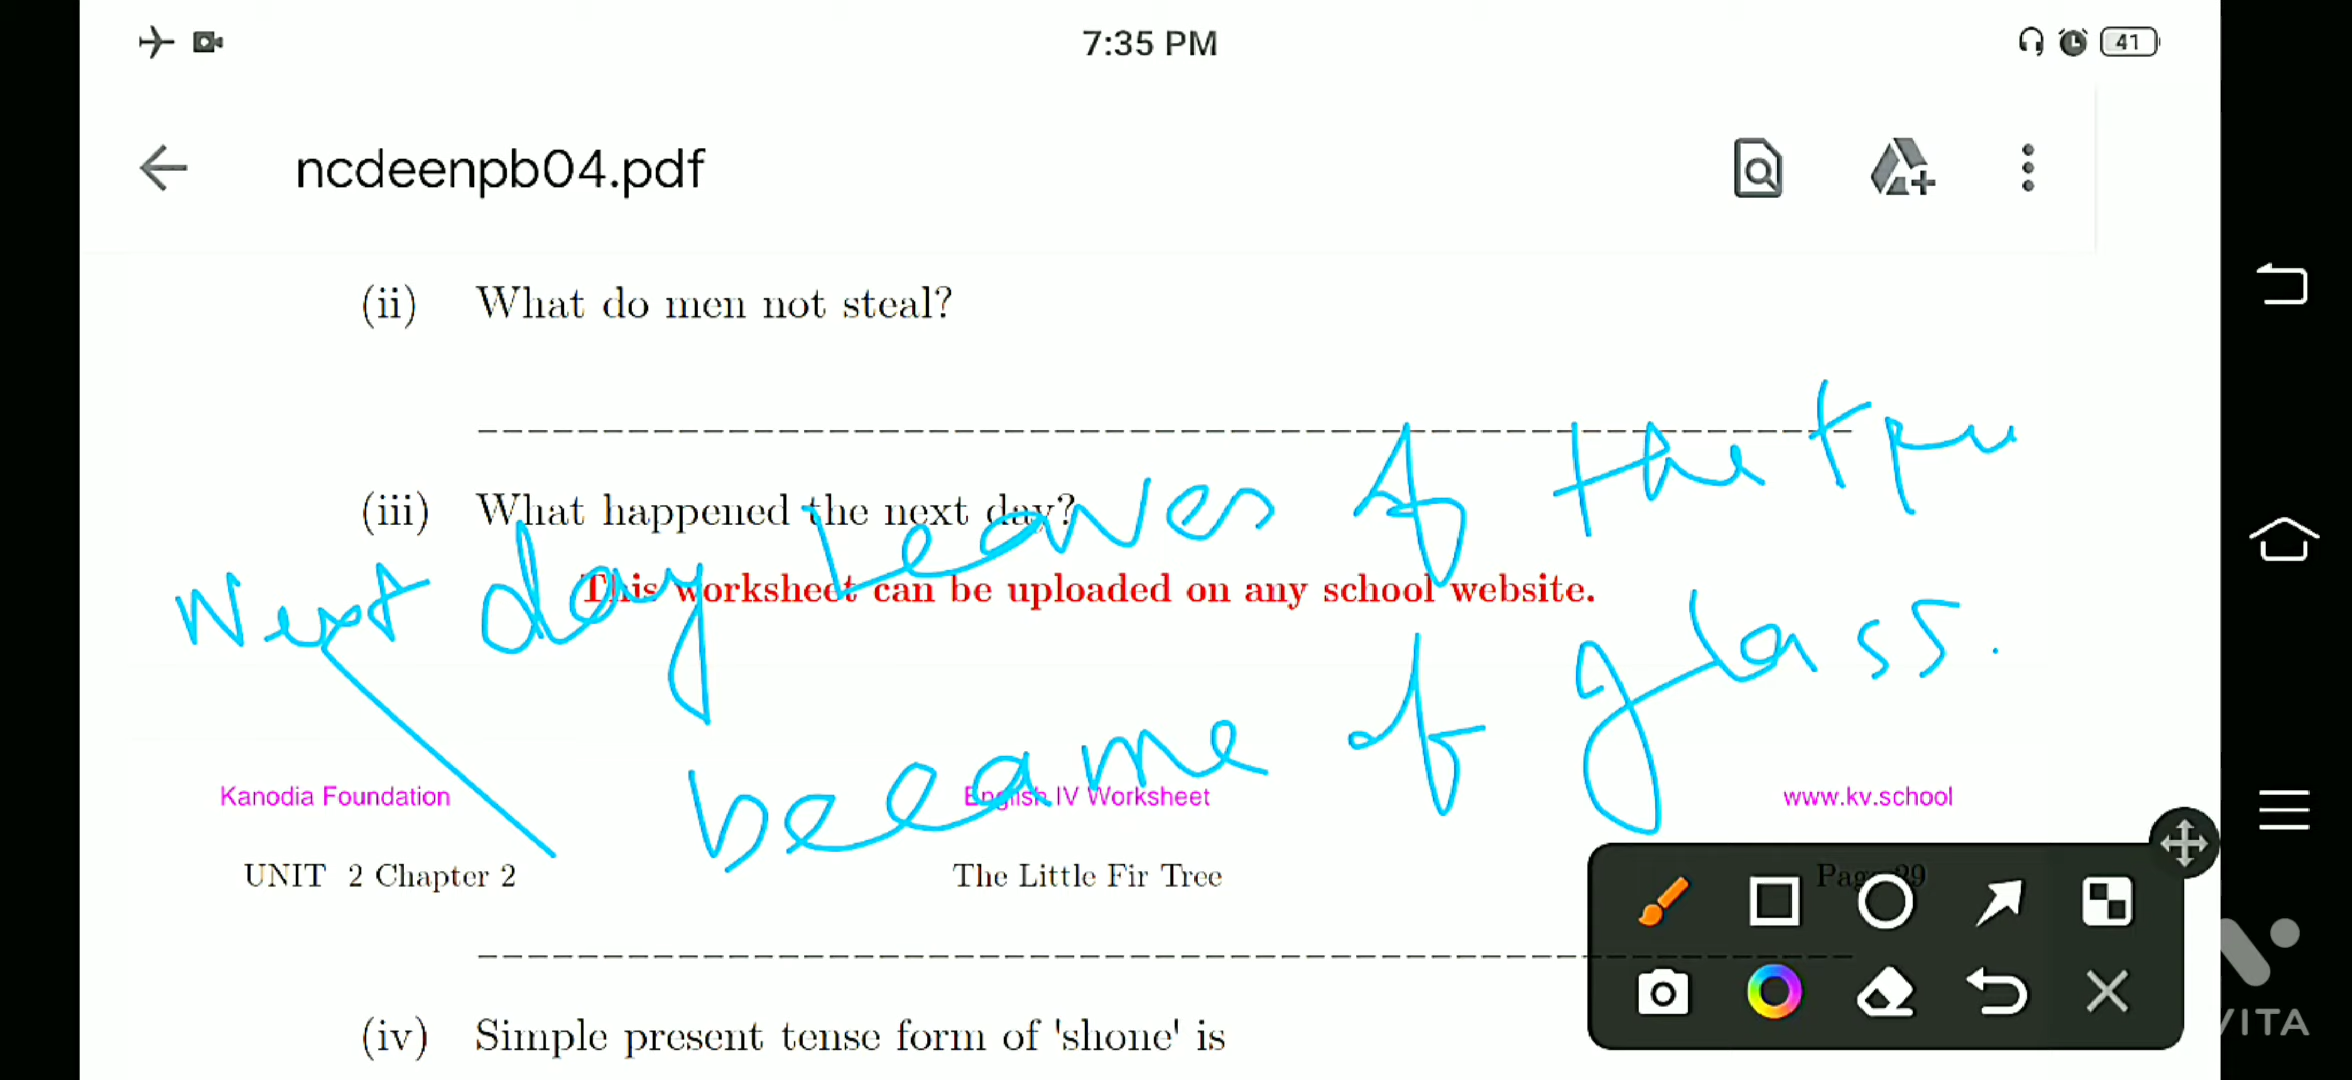 7:35 PM
41
ncdeenpb04.pdf
(ii) What do men not steal?
(iii) What happened the next day?
This worksheet can be uploaded on any school website.
Next day Leaves of the
became of glass.
Kanodia Foundation English IV Worksheet www.kv.school
UNIT 2 Chapter 2 The Little Fir Tree Page 29
(iv) Simple present tense form of 'shone' is
VITA